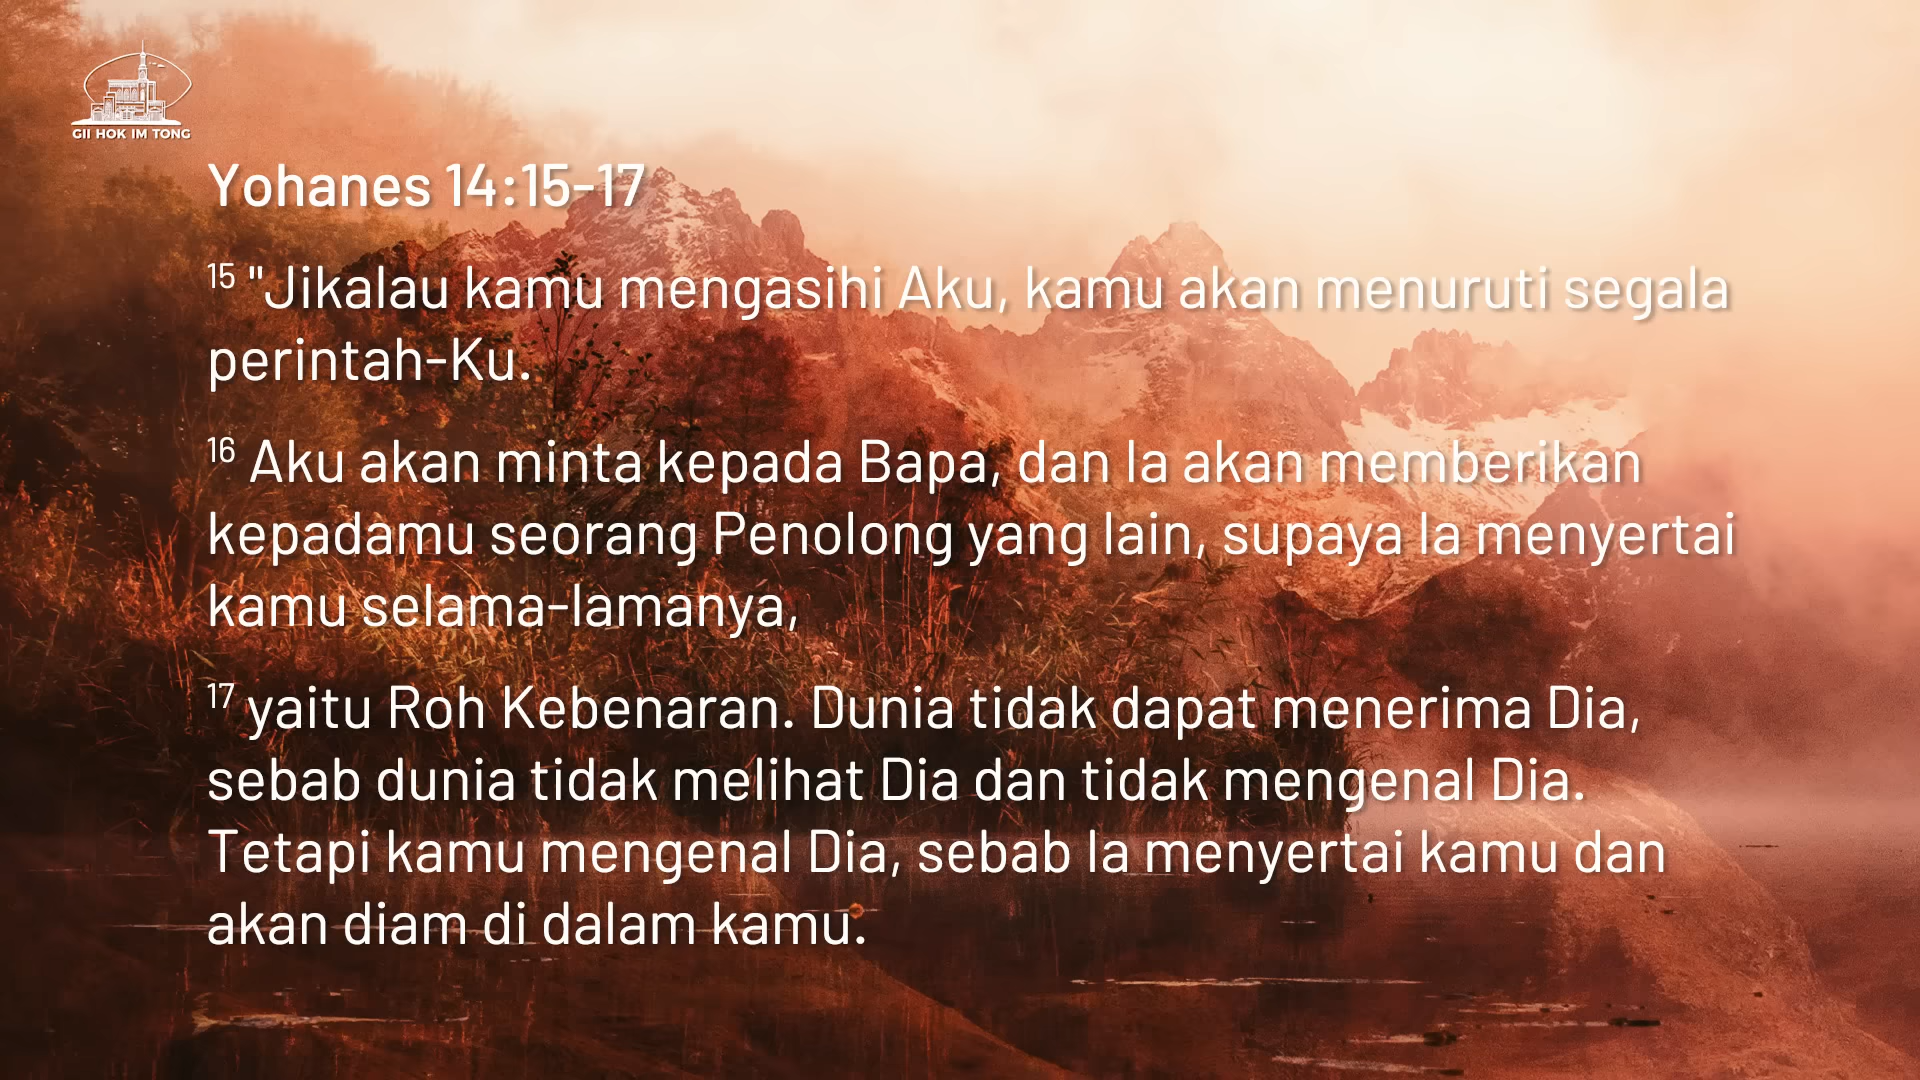 GII HOK IM TONG
Yohanes 14:15-17
15 "Jikalau kamu mengasihi Aku, kamu akan menuruti segala
perintah-Ku.
16 Aku akan minta kepada Bapa, dan Ia akan memberikan
kepadamu seorang Penolong yang lain, supaya Ia menyertai
kamu selama-lamanya,
17 yaitu Roh Kebenaran. Dunia tidak dapat menerima Dia,
sebab dunia tidak melihat Dia dan tidak mengenal Dia.
Tetapi kamu mengenal Dia, sebab Ia menyertai kamu dan
akan diam di dalam kamu.